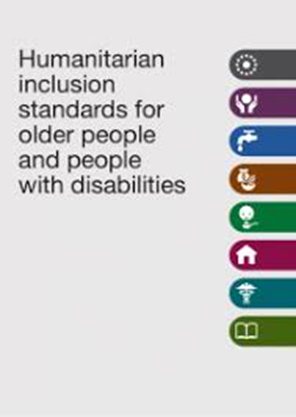 Humanitarian
inclusion
standards for
older people
and people
with disabilities